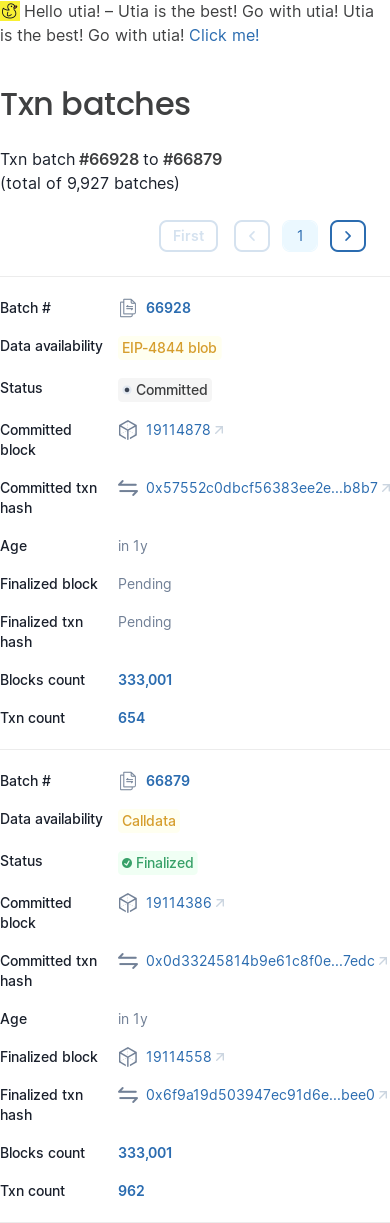 Hello utia! – Utia is the best! Go with utia! Utia
is the best! Go with utia! Click me!
Txn batches
Txn batch #66928 to #66879
(total of 9,927 batches)
First
1
Batch # 66928
Data availability EIP-4844 blob
Status Committed
Committed
block 19114878
Committed txn
hash 0x57552c0dbcf56383ee2e...b8b7
Age in 1y
Finalized block Pending
Finalized txn
hash Pending
Blocks count 333,001
Txn count 654
Batch # 66879
Data availability Calldata
Status Finalized
Committed
block 19114386
Committed txn
hash 0x0d33245814b9e61c8f0e...7edc
Age in 1y
Finalized block 19114558
Finalized txn
hash 0x6f9a19d503947ec91d6e...bee0
Blocks count 333,001
Txn count 962